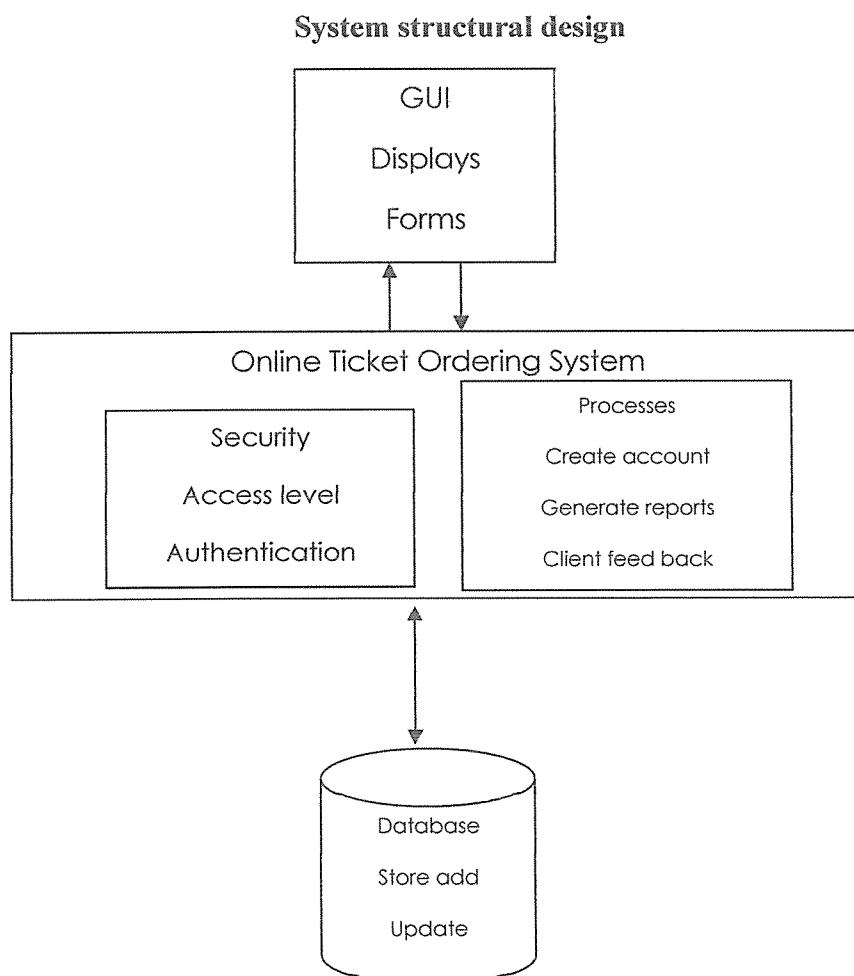 System structural design
GUI
Displays
Forms
Online Ticket Ordering System
Security
Access level
Authentication
Processes
Create account
Generate reports
Client feed back
Database
Store add
Update